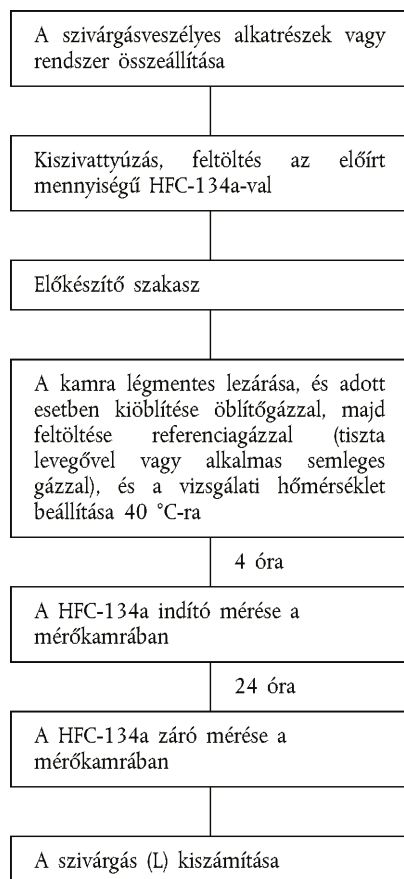 A szivárgásveszélyes alkatrészek vagy
rendszer összeállítása
Kiszivattyúzás, feltöltés az előírt
mennyiségű HFC-134a-val
Előkészítő szakasz
A kamra légmentes lezárása, és adott
esetben kiöblítése öblítőgázzal, majd
feltöltése referenciagázzal (tiszta
levegővel vagy alkalmas semleges
gázzal), és a vizsgálati hőmérséklet
beállítása 40 °C-ra
4 óra
A HFC-134a indító mérése a
mérőkamrában
24 óra
A HFC-134a záró mérése a
mérőkamrában
A szivárgás (L) kiszámítása